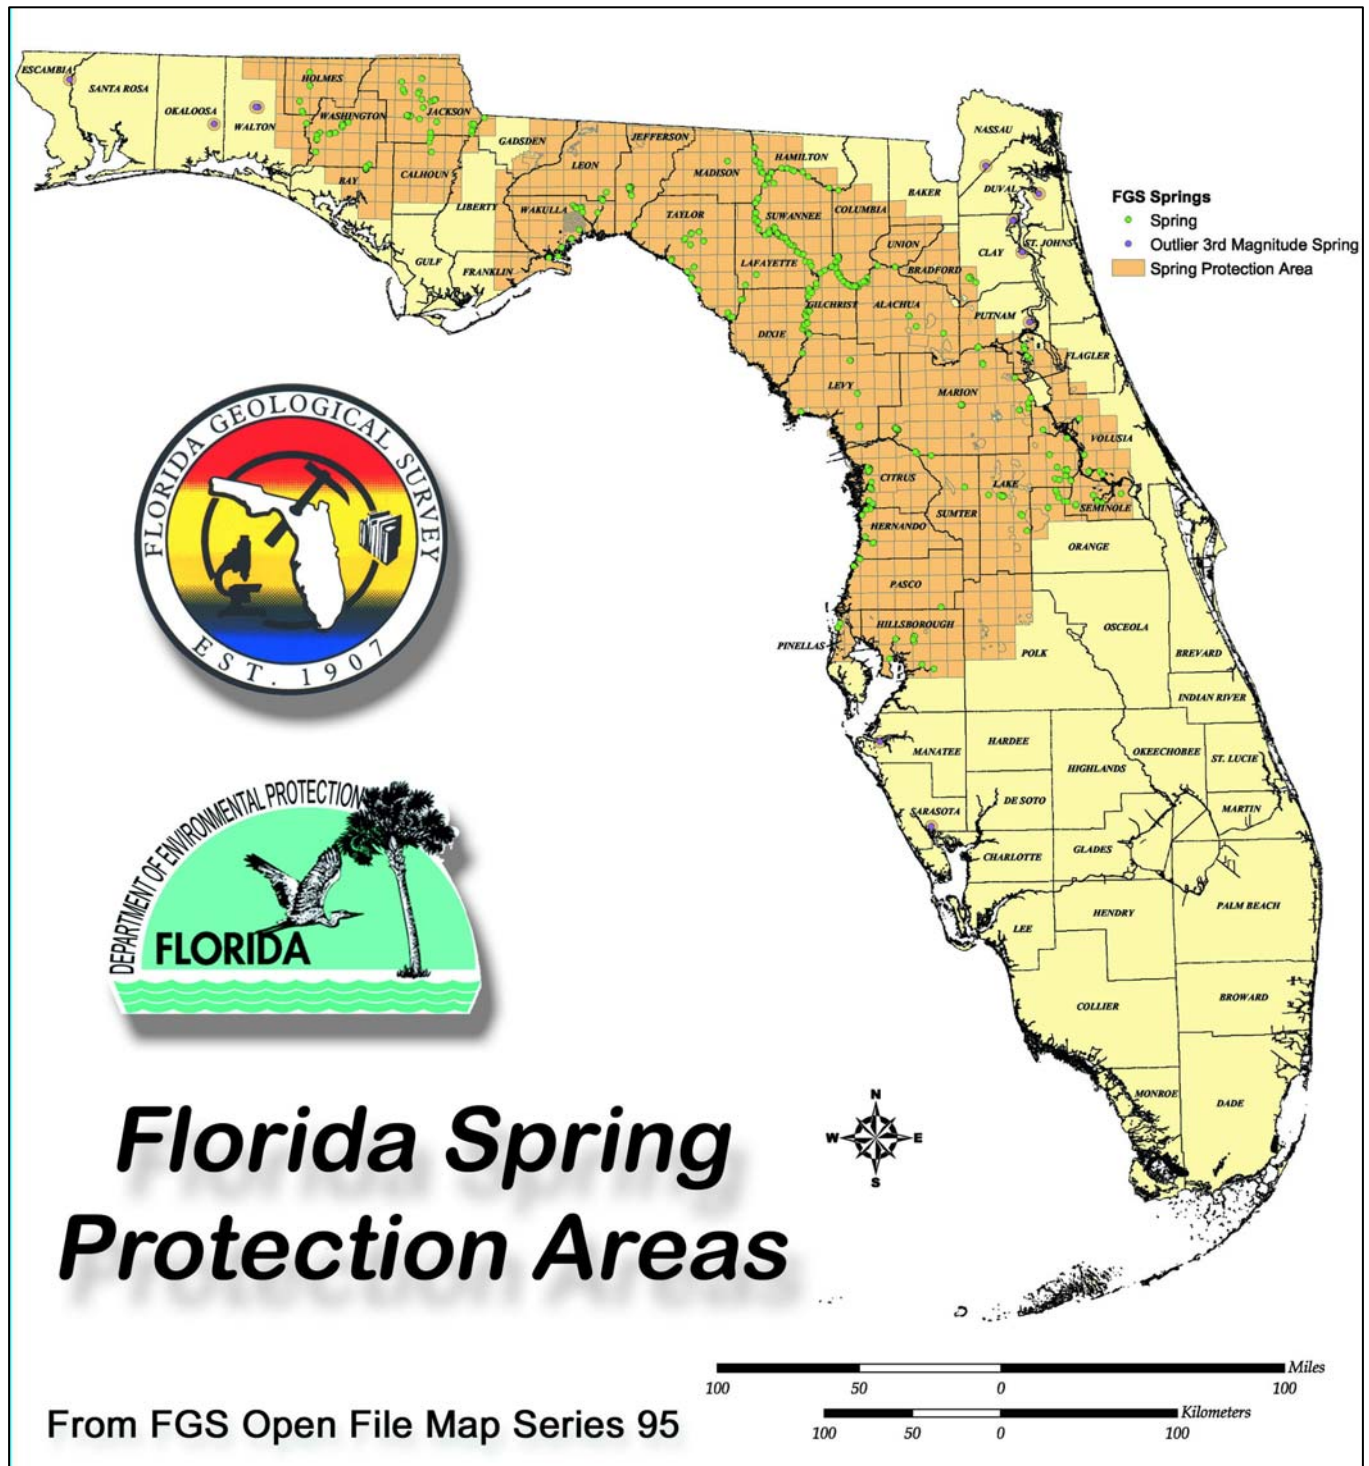 ESCAMBIA
SANTA ROSA
OKALOOSA
WALTON
HOLMES
WASHINGTON
JACKSON
BAY
CALHOUN
GULF
LIBERTY
GADSDEN
FRANKLIN
LEON
WAKULLA
JEFFERSON
MADISON
TAYLOR
HAMILTON
SUWANNEE
LAFAYETTE
DIXIE
COLUMBIA
GILCHRIST
BAKER
UNION
BRADFORD
ALACHUA
NASSAU
DUVAL
CLAY
ST. JOHNS
PUTNAM
FLAGLER
LEVY
MARION
VOLUSIA
CITRUS
LAKE
SUMTER
SEMINOLE
HERNANDO
ORANGE
PASCO
HILLSBOROUGH
PINELLAS
POLK
OSCEOLA
BREVARD
INDIAN RIVER
MANATEE
HARDEE
HIGHLANDS
OKEECHOBEE
ST. LUCIE
SARASOTA
DE SOTO
MARTIN
CHARLOTTE
GLADES
PALM BEACH
LEE
HENDRY
COLLIER
BROWARD
MONROE
DADE
FGS Springs
Spring
Outlier 3rd Magnitude Spring
Spring Protection Area
FLORIDA GEOLOGICAL SURVEY
EST. 1907
DEPARTMENT OF ENVIRONMENTAL PROTECTION
FLORIDA
N
W E
S
Florida Spring
Protection Areas
Miles
100 50 0 100
Kilometers
100 50 0 100
From FGS Open File Map Series 95